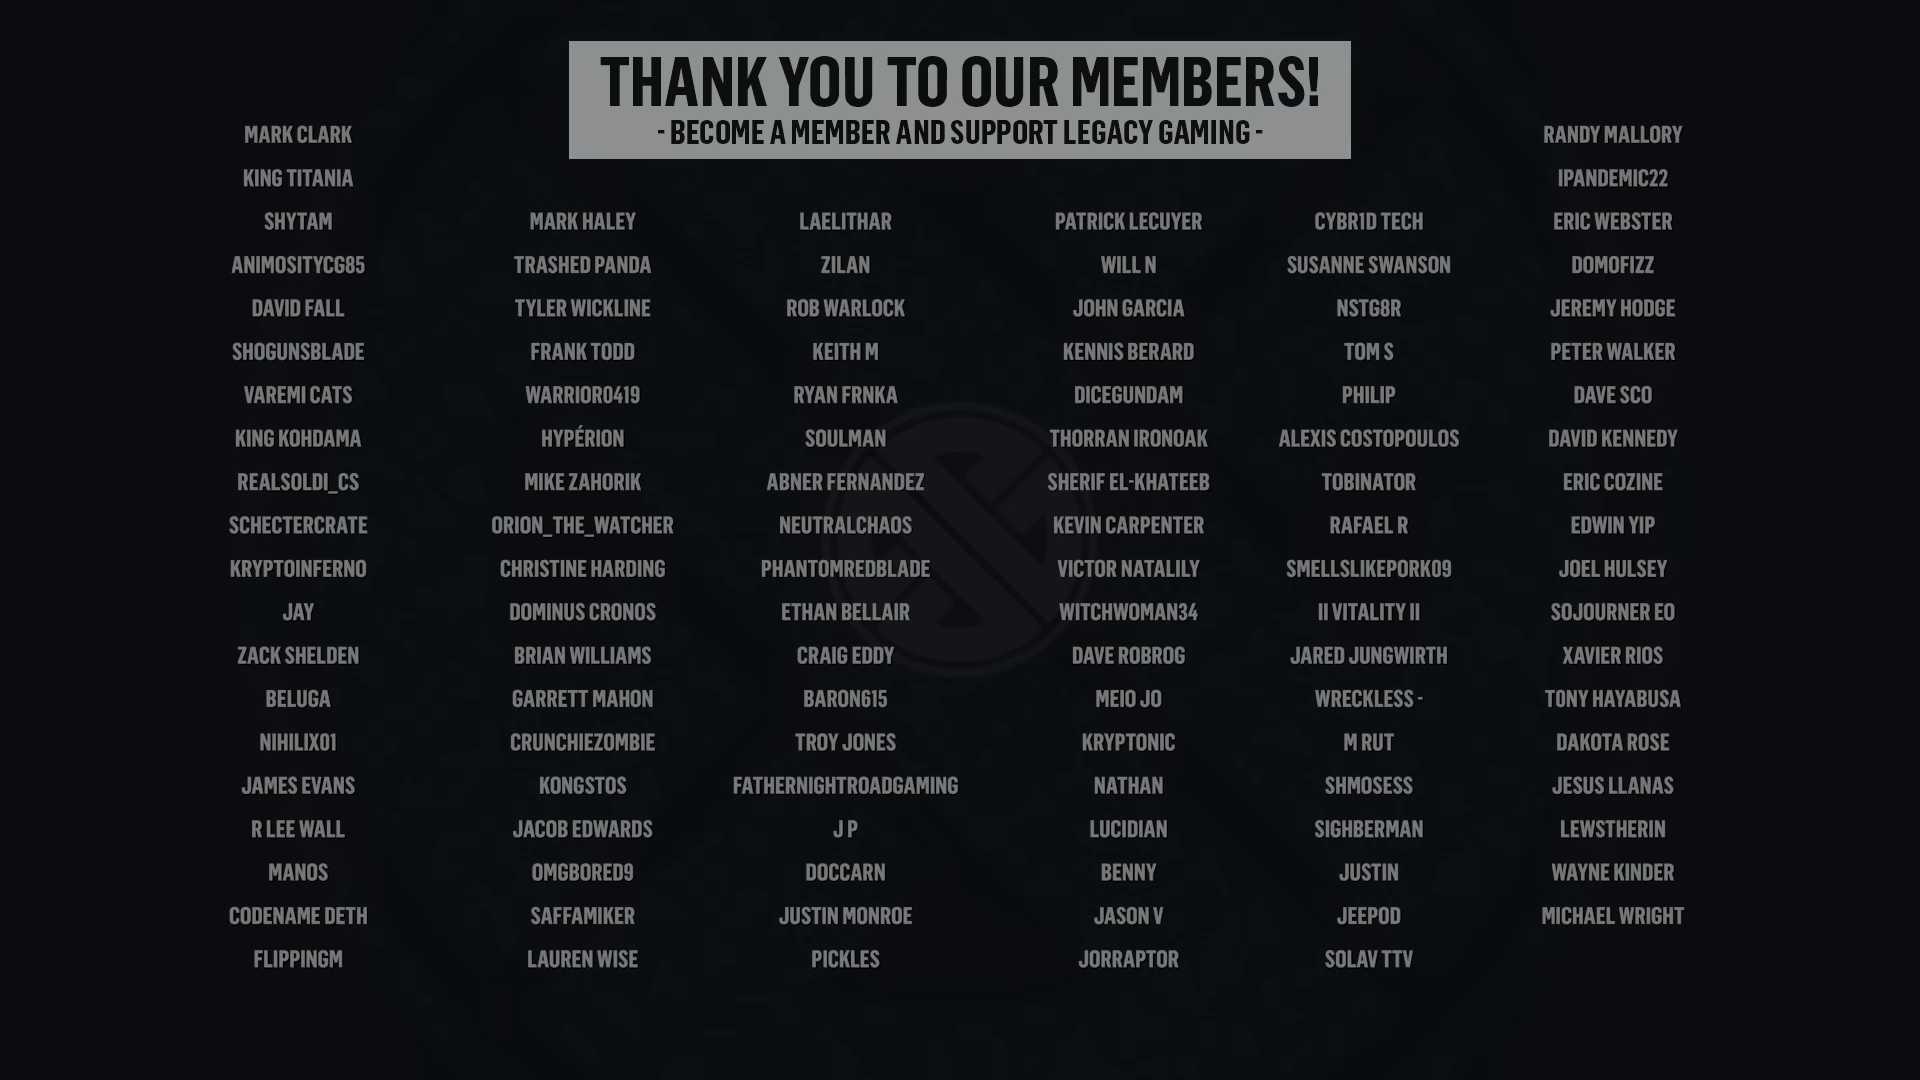 THANK YOU TO OUR MEMBERS!
- BECOME A MEMBER AND SUPPORT LEGACY GAMING -
MARK CLARK
KING TITANIA
SHYTAM
ANIMOSITYCG85
DAVID FALL
SHOGUNSBLADE
VAREMI CATS
KING KOHDAMA
REALSOLDI_CS
SCHECTERCRATE
KRYPTOINFERNO
JAY
ZACK SHELDEN
BELUGA
NIHILIX01
JAMES EVANS
R LEE WALL
MANOS
CODENAME DETH
FLIPPINGM
MARK HALEY
TRASHED PANDA
TYLER WICKLINE
FRANK TODD
WARRIOR0419
HYPÉRION
MIKE ZAHORIK
ORION_THE_WATCHER
CHRISTINE HARDING
DOMINUS CRONOS
BRIAN WILLIAMS
GARRETT MAHON
CRUNCHIEZOMBIE
KONGSTOS
JACOB EDWARDS
OMGBORED9
SAFFAMIKER
LAUREN WISE
LAELITHAR
ZILAN
ROB WARLOCK
KEITH M
RYAN FRNKA
SOULMAN
ABNER FERNANDEZ
NEUTRALCHAOS
PHANTOMREDBLADE
ETHAN BELLAIR
CRAIG EDDY
BARON615
TROY JONES
FATHERNIGHTROADGAMING
J P
DOCCARN
JUSTIN MONROE
PICKLES
PATRICK LECUYER
WILL N
JOHN GARCIA
KENNIS BERARD
DICEGUNDAM
THORRAN IRONOAK
SHERIF EL-KHATEEB
KEVIN CARPENTER
VICTOR NATALILY
WITCHWOMAN34
DAVE ROBROG
MEIO JO
KRYPTONIC
NATHAN
LUCIDIAN
BENNY
JASON V
JORRAPTOR
CYBR1D TECH
SUSANNE SWANSON
NSTG8R
TOM S
PHILIP
ALEXIS COSTOPOULOS
TOBINATOR
RAFAEL R
SMELLSLIKEPORK09
II VITALITY II
JARED JUNGWIRTH
WRECKLESS -
M RUT
SHMOSESS
SIGHBERMAN
JUSTIN
JEEPOD
SOLAV TTV
RANDY MALLORY
IPANDEMIC22
ERIC WEBSTER
DOMOFIZZ
JEREMY HODGE
PETER WALKER
DAVE SCO
DAVID KENNEDY
ERIC COZINE
EDWIN YIP
JOEL HULSEY
SOJOURNER EO
XAVIER RIOS
TONY HAYABUSA
DAKOTA ROSE
JESUS LLANAS
LEWSTHERIN
WAYNE KINDER
MICHAEL WRIGHT